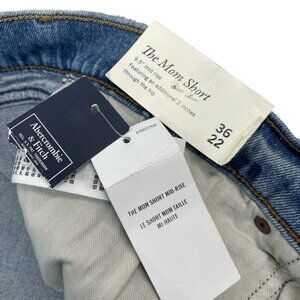 The Mom Short
9.5" mid rise
Featuring an additional 2 inches
through the hip
36
22
Abercrombie
& Fitch
THE MOM SHORT MID-RISE
LE SHORT MOM TAILLE
MI-HAUTE